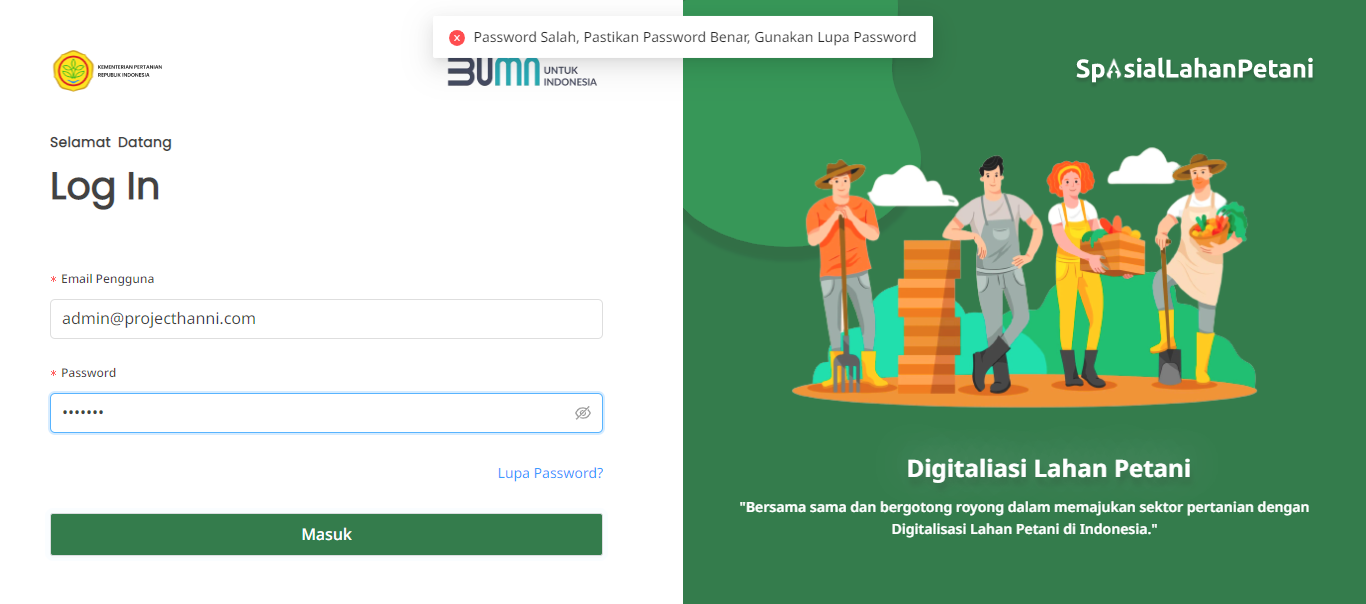 Password Salah, Pastikan Password Benar, Gunakan Lupa Password
KEMENTERIAN PERTANIAN
REPUBLIK INDONESIA
BUMN
UNTUK
INDONESIA
SpAsialLahanPetani
Selamat Datang
Log In
* Email Pengguna
admin@projecthanni.com
* Password
•••••••
Lupa Password?
Masuk
Digitaliasi Lahan Petani
"Bersama sama dan bergotong royong dalam memajukan sektor pertanian dengan
Digitalisasi Lahan Petani di Indonesia."